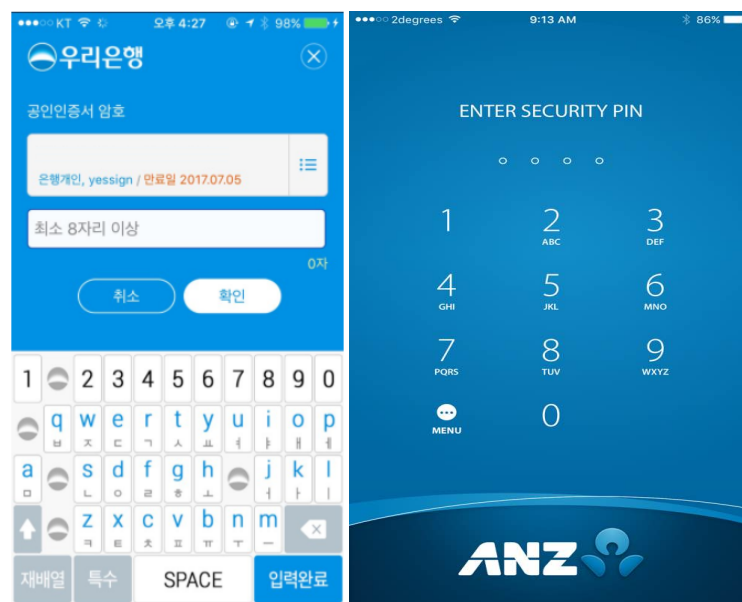 KT 오후 4:27 98%
우리은행
공인인증서 암호
은행개인, yessign / 만료일 2017.07.05
최소 8자리 이상
0자
취소 확인
1 2 3 4 5 6 7 8 9 0
q w e r t y u i o p
ㅂ ㅈ ㄷ ㄱ ㅅ ㅛ ㅕ ㅑ ㅐ ㅔ
a s d f g h j k l
ㅁ ㄴ ㅇ ㄹ ㅎ ㅗ ㅓ ㅏ ㅣ
z x c v b n m
ㅋ ㅌ ㅊ ㅍ ㅠ ㅜ ㅡ
재배열 특수 SPACE 입력완료
2degrees 9:13 AM 86%
ENTER SECURITY PIN
1 2 3
ABC DEF
4 5 6
GHI JKL MNO
7 8 9
PQRS TUV WXYZ
0
MENU
ANZ